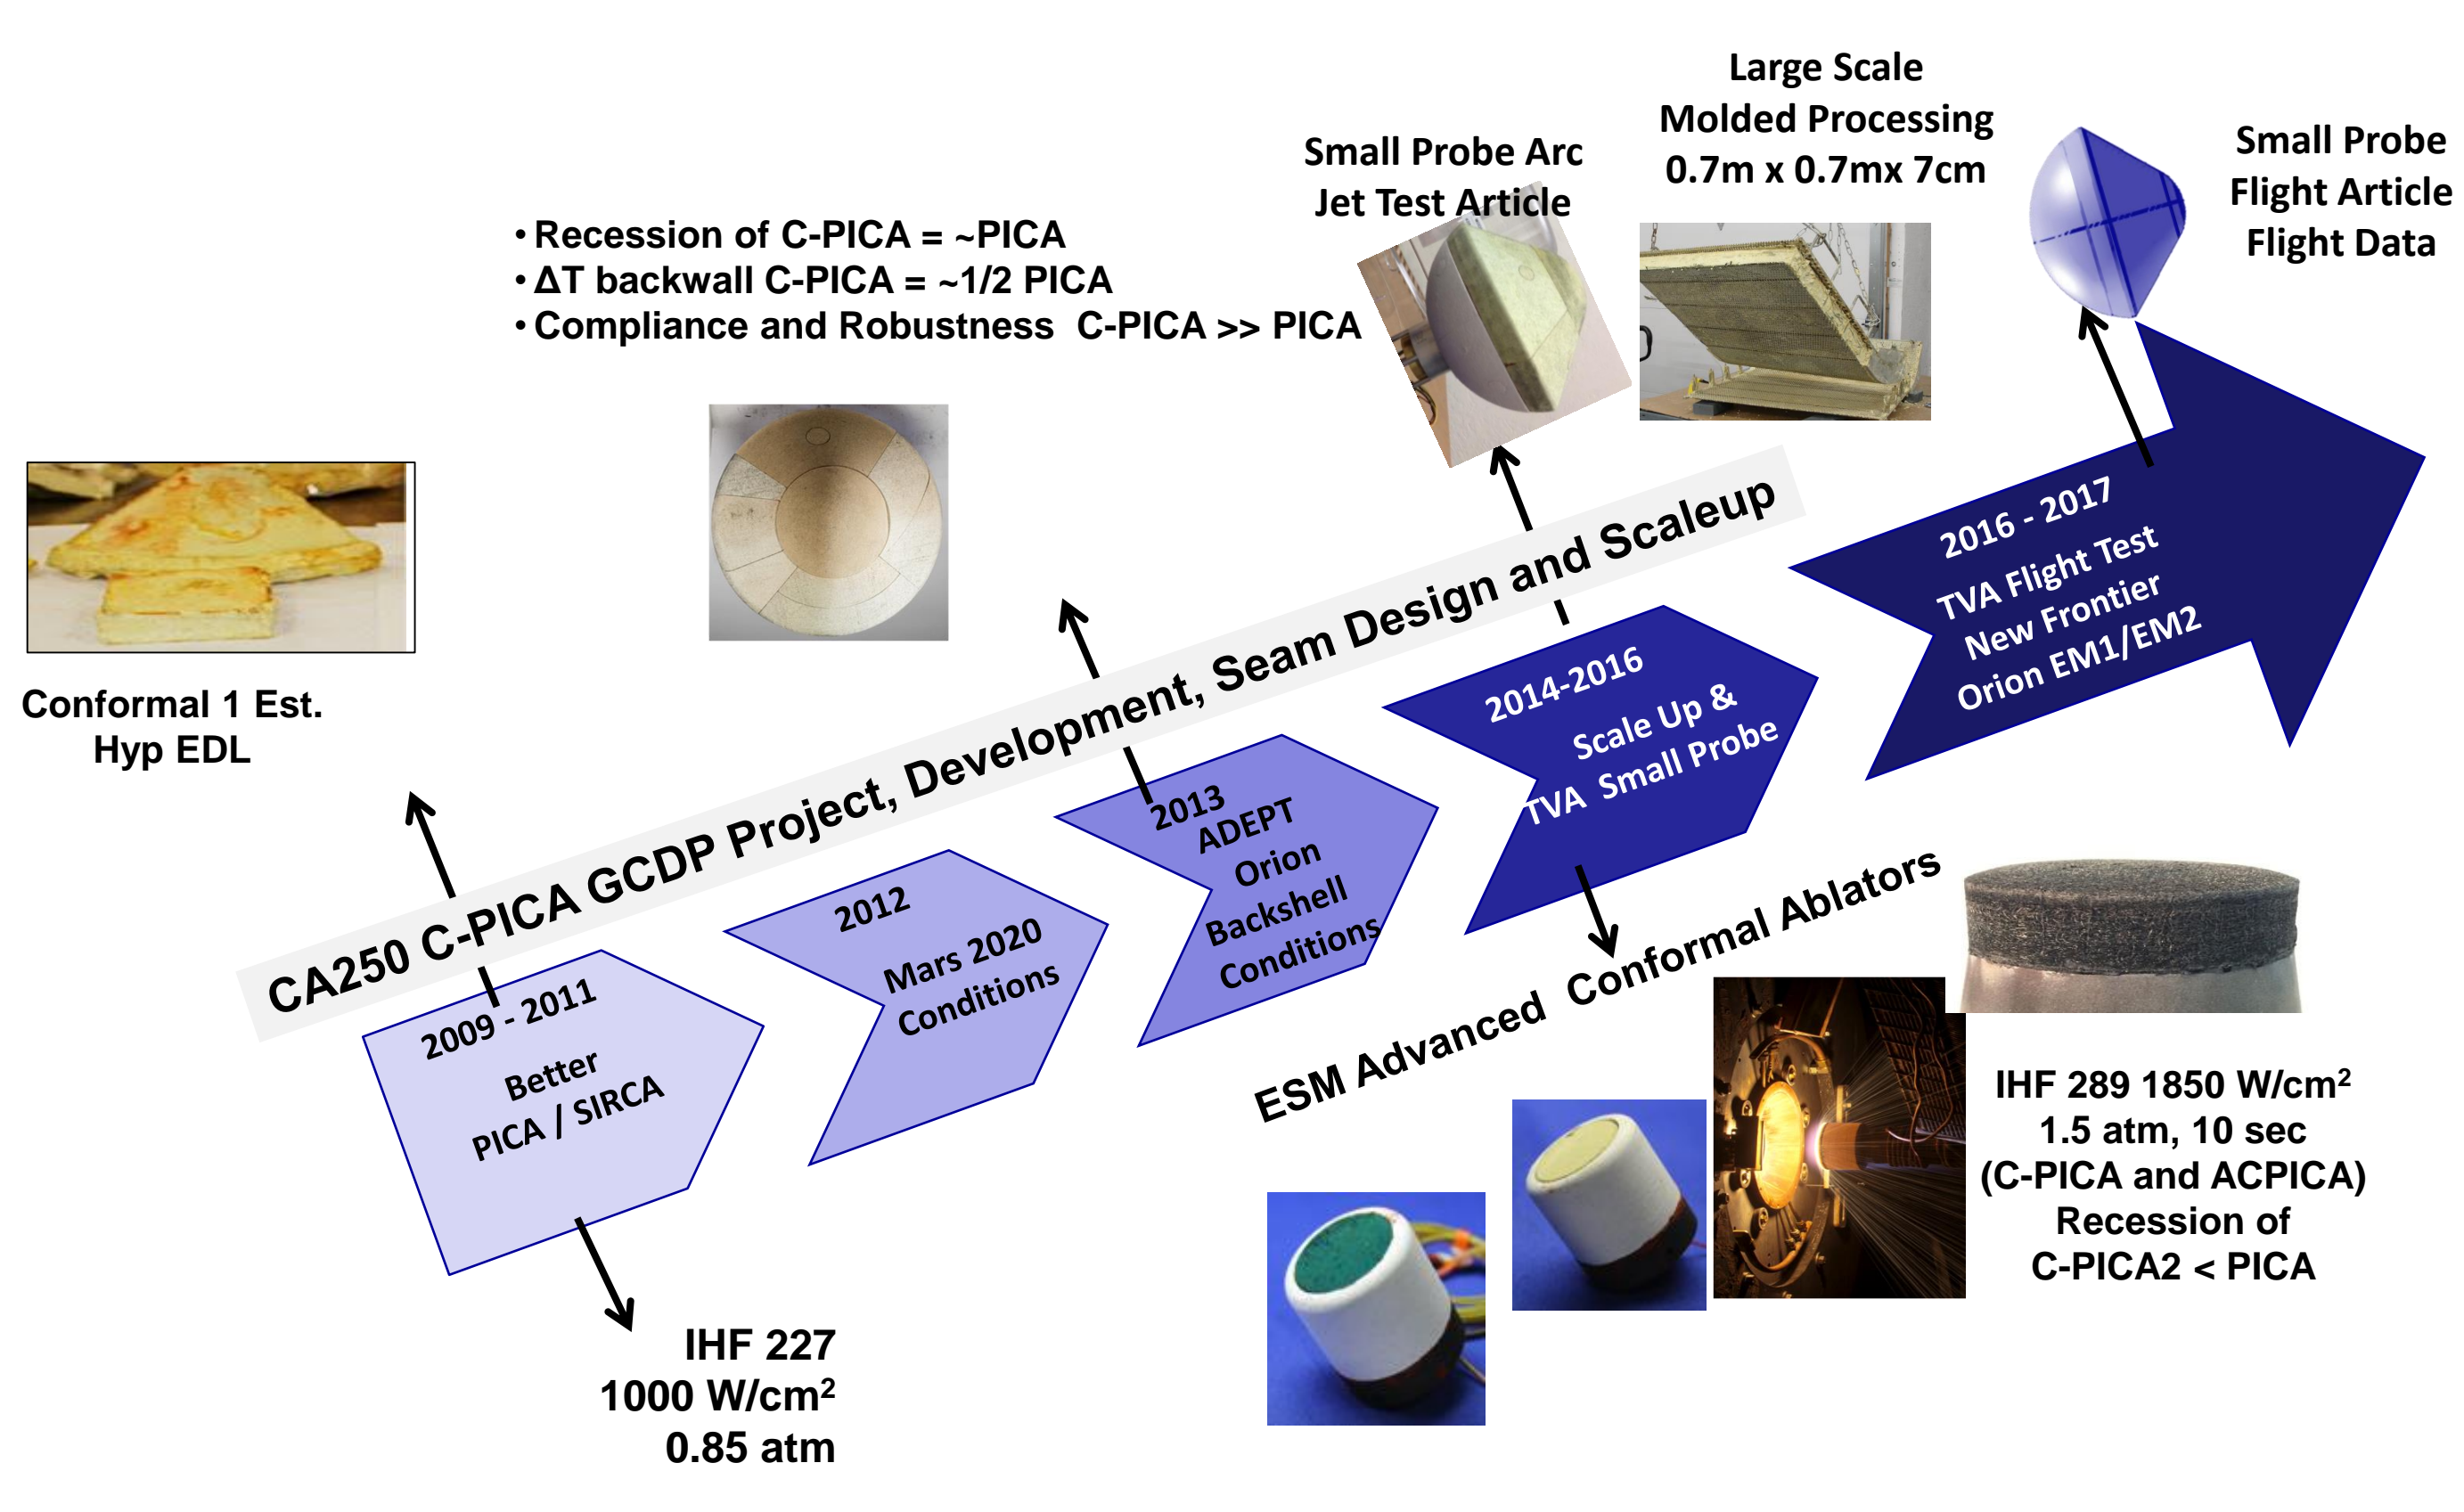 Large Scale
Molded Processing
0.7m x 0.7mx 7cm
Small Probe Arc
Jet Test Article
Small Probe
Flight Article
Flight Data
• Recession of C-PICA = ~PICA
• ΔT backwall C-PICA = ~1/2 PICA
• Compliance and Robustness  C-PICA >> PICA
Conformal 1 Est.
Hyp EDL
CA250 C-PICA GCDP Project, Development, Seam Design and Scaleup
2009 - 2011
Better
PICA / SIRCA
2012
Mars 2020
Conditions
2013
ADEPT
Orion
Backshell
Conditions
2014-2016
Scale Up &
TVA  Small Probe
2016 - 2017
TVA Flight Test
New Frontier
Orion EM1/EM2
ESM Advanced  Conformal Ablators
IHF 227
1000 W/cm²
0.85 atm
IHF 289 1850 W/cm²
1.5 atm, 10 sec
(C-PICA and ACPICA)
Recession of
C-PICA2 < PICA